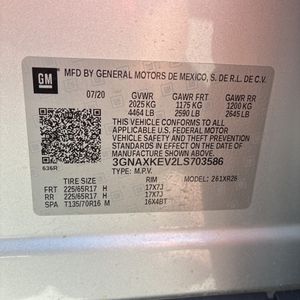 GM
MFD BY GENERAL MOTORS DE MEXICO, S. DE R.L. DE C.V.
07/20 GVWR GAWR FRT GAWR RR
2025 KG 1175 KG 1200 KG
4464 LB 2590 LB 2645 LB
THIS VEHICLE CONFORMS TO ALL
APPLICABLE U.S. FEDERAL MOTOR
VEHICLE SAFETY AND THEFT
PREVENTION STANDARDS IN EFFECT
ON THE DATE OF MANUFACTURE
SHOWN ABOVE.
636R 3GNAXKEV2LS703586
TYPE: M.P.V.
TIRE SIZE RIM MODEL: 261XR26
FRT 225/65R17 H 17X7J
RR 225/65R17 H 17X7J
SPA T135/70R16 M 16X4BT